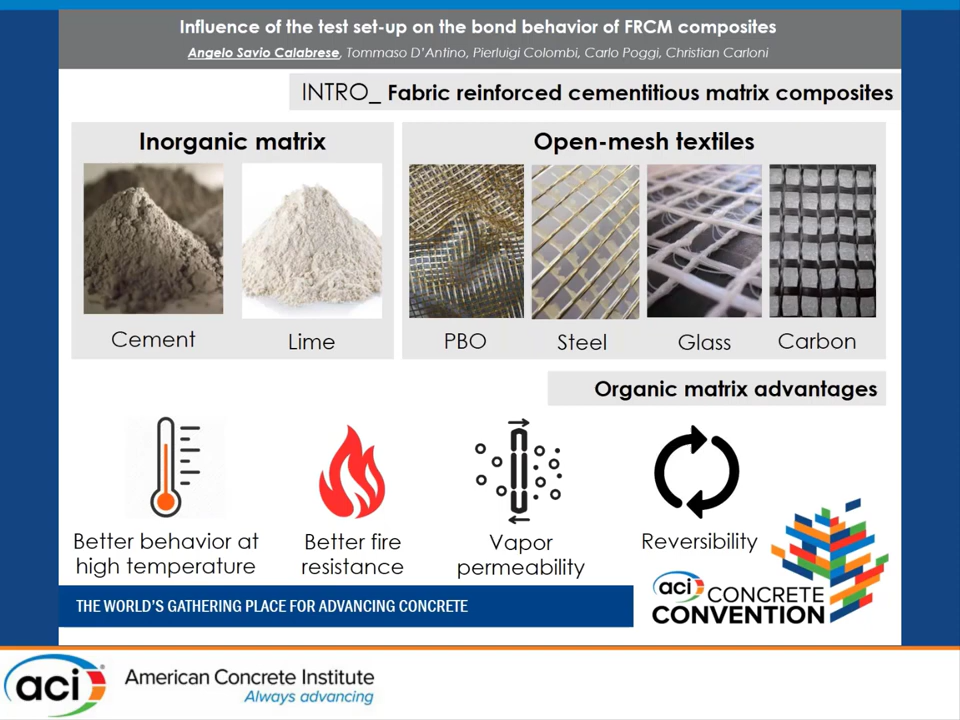 Influence of the test set-up on the bond behavior of FRCM composites
Angelo Savio Calabrese, Tommaso D'Antino, Pierluigi Colombi, Carlo Poggi, Christian Carloni
INTRO_ Fabric reinforced cementitious matrix composites
Inorganic matrix
Cement
Lime
Open-mesh textiles
PBO
Steel
Glass
Carbon
Organic matrix advantages
Better behavior at
high temperature
Better fire
resistance
Vapor
permeability
Reversibility
THE WORLD'S GATHERING PLACE FOR ADVANCING CONCRETE
aci CONCRETE
CONVENTION
aci
American Concrete Institute
Always advancing